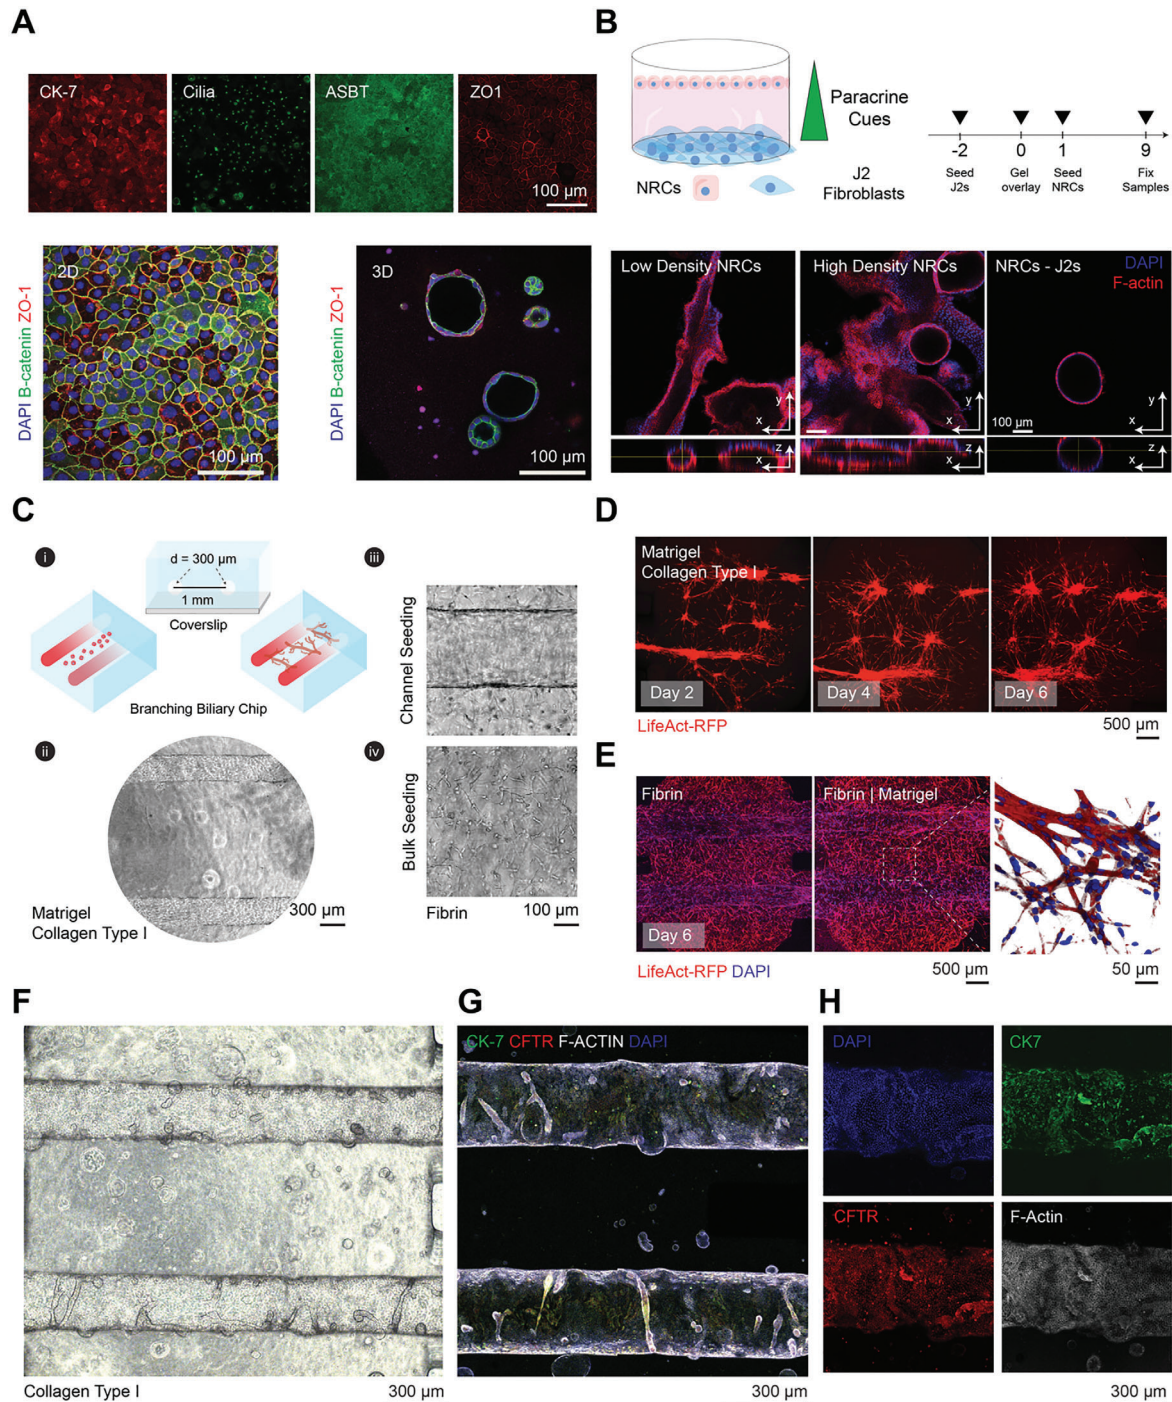 A
CK-7
Cilia
ASBT
ZO1
100 µm
2D
DAPI B-catenin ZO-1
100 µm
3D
DAPI B-catenin ZO-1
100 µm
B
Paracrine
Cues
NRCs
J2
Fibroblasts
-2
0
1
9
Seed
J2s
Gel
overlay
Seed
NRCs
Fix
Samples
Low Density NRCs
High Density NRCs
NRCs - J2s
DAPI
F-actin
y
x
y
x
y
x
100 µm
z
x
z
x
z
x
C
i
d = 300 µm
1 mm
Coverslip
Branching Biliary Chip
ii
Matrigel
Collagen Type I
300 µm
iii
Channel Seeding
iv
Bulk Seeding
Fibrin
100 µm
D
Matrigel
Collagen Type I
Day 2
Day 4
Day 6
LifeAct-RFP
500 µm
E
Fibrin
Fibrin | Matrigel
Day 6
LifeAct-RFP DAPI
500 µm
50 µm
F
Collagen Type I
300 µm
G
CK-7 CFTR F-ACTIN DAPI
300 µm
H
DAPI
CK7
CFTR
F-Actin
300 µm